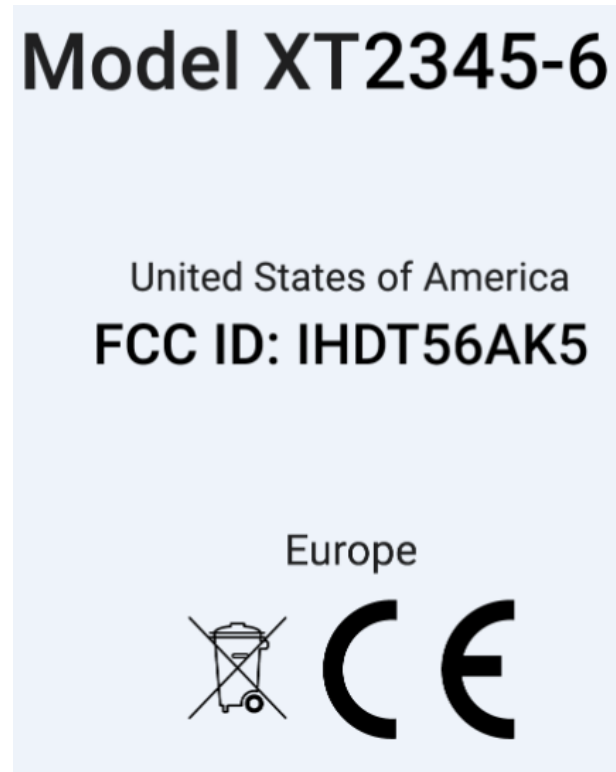 Model XT2345-6
United States of America
FCC ID: IHDT56AK5
Europe
CE